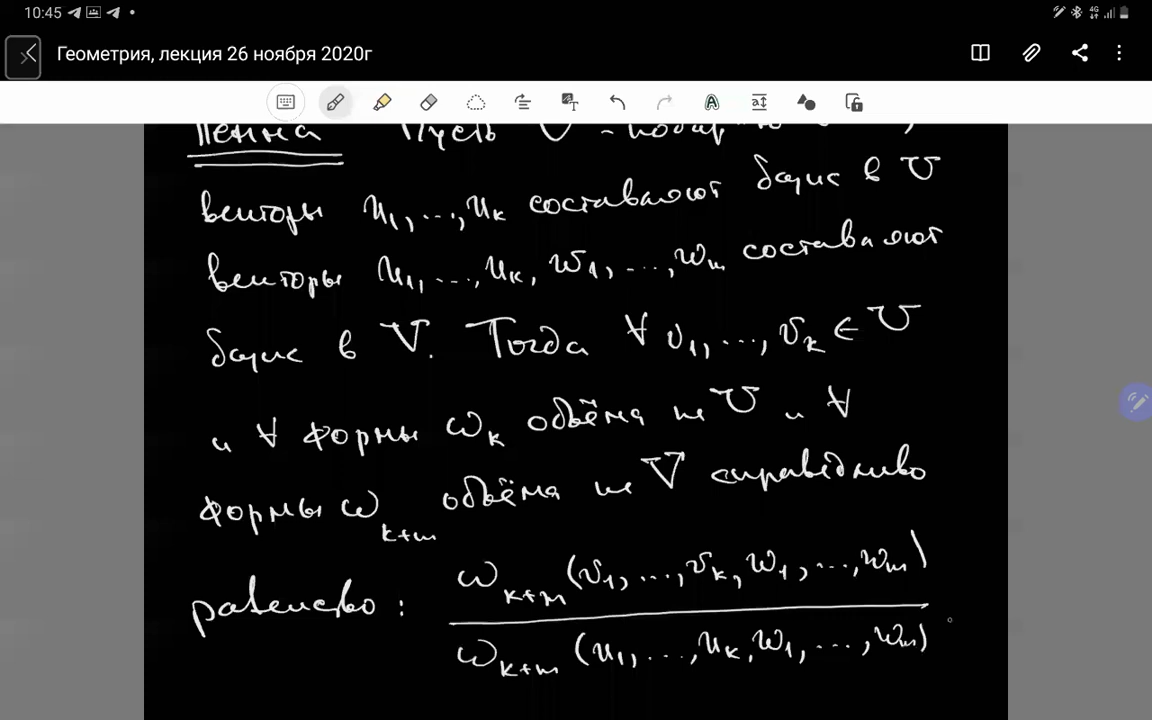 10:45
4G
Геометрия, лекция 26 ноября 2020г
Лемма Пусть U -
векторы u₁, ..., uₖ составляют базис в U
векторы u₁, ..., uₖ, w₁, ..., wₘ составляют
базис в V. Тогда ∀ v₁, ..., vₖ ∈ U
и ∀ формы ωₖ объёма на U и ∀
формы ωₖ₊ₘ объёма на V справедливо
равенство: ωₖ₊ₘ(v₁, ..., vₖ, w₁, ..., wₘ)
ωₖ₊ₘ(u₁, ..., uₖ, w₁, ..., wₘ)